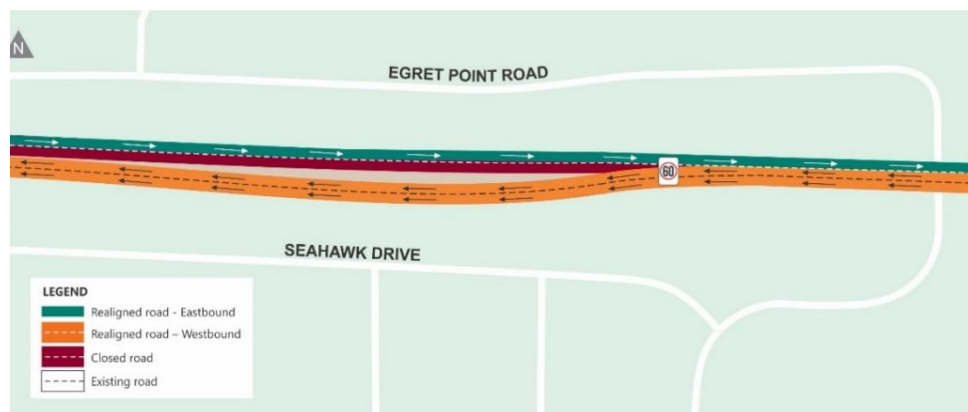 N
EGRET POINT ROAD
60
SEAHAWK DRIVE
LEGEND
Realigned road - Eastbound
Realigned road – Westbound
Closed road
Existing road